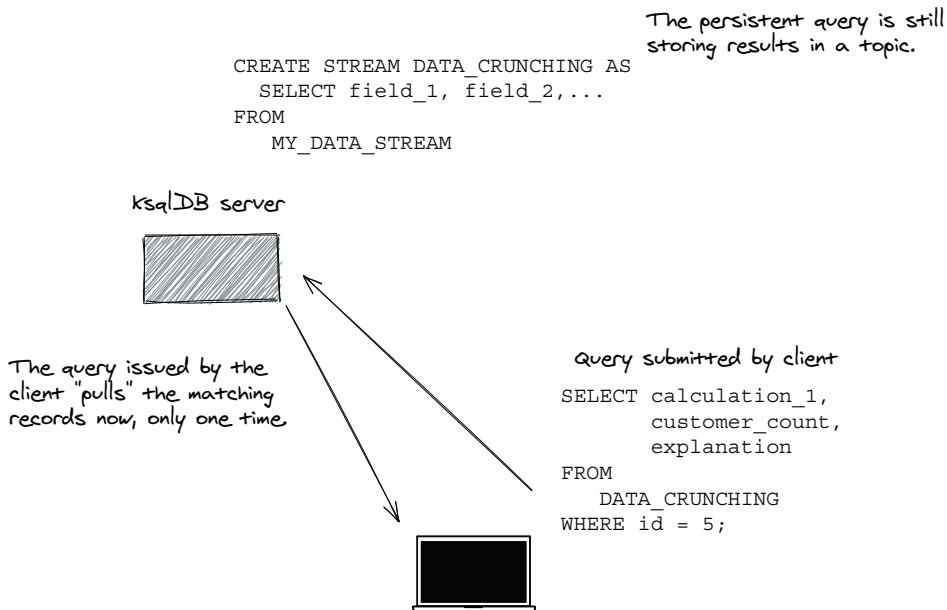 The persistent query is still
storing results in a topic.
CREATE STREAM DATA_CRUNCHING AS
SELECT field_1, field_2,...
FROM
MY_DATA_STREAM
ksqlDB server
The query issued by the
client "pulls" the matching
records now, only one time.
Query submitted by client
SELECT calculation_1,
customer_count,
explanation
FROM
DATA_CRUNCHING
WHERE id = 5;